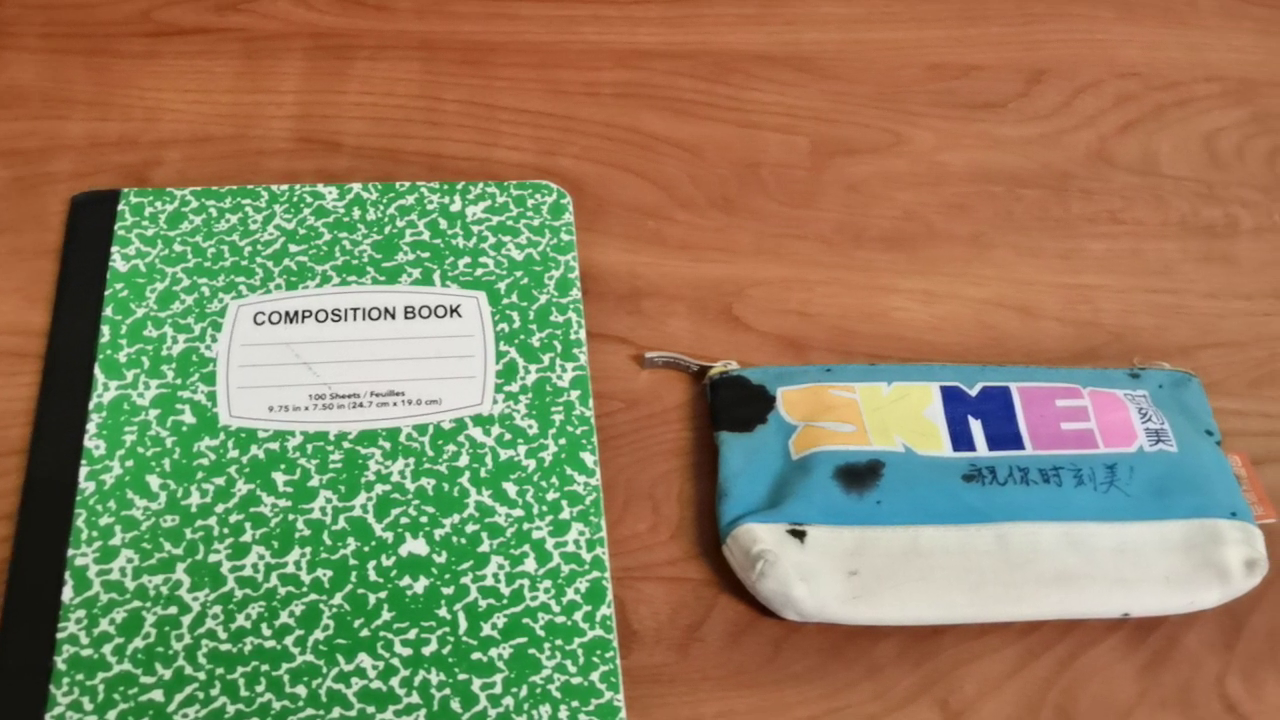 COMPOSITION BOOK
100 Sheets / Feuilles
9.75 in x 7.50 in (24.7 cm x 19.0 cm)
SKMEI
时刻美
祝你时刻美!